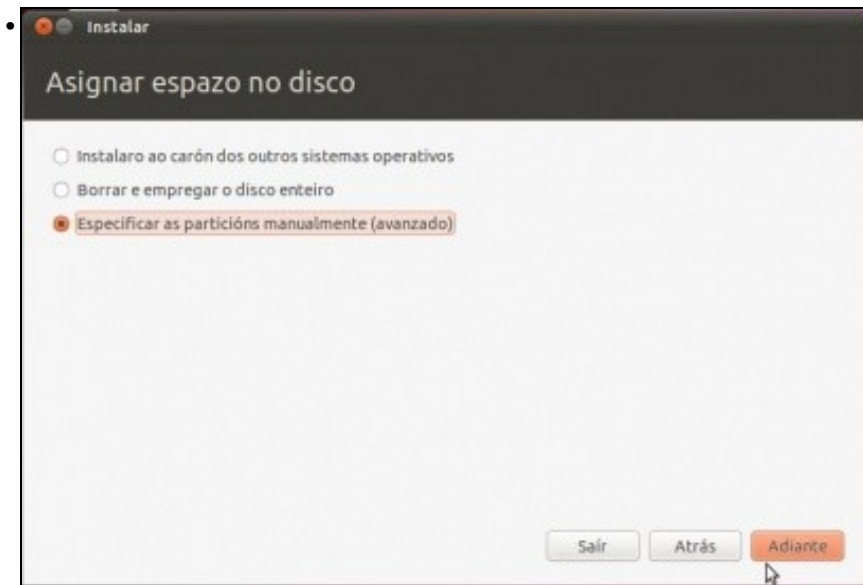 Instalar
Asignar espazo no disco
Instalaro ao carón dos outros sistemas operativos
Borrar e empregar o disco enteiro
Especificar as particións manualmente (avanzado)
Saír Atrás Adiante